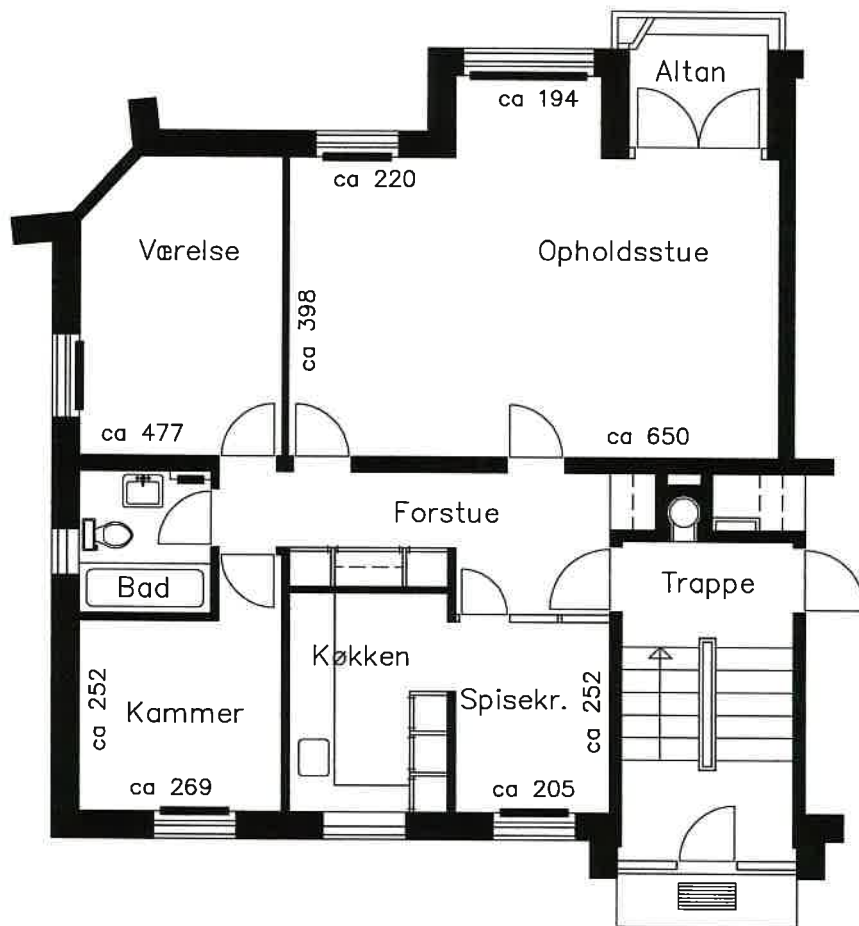 Altan
ca 194
ca 220
Værelse
Opholdsstue
ca 398
ca 477
ca 650
Forstue
Bad
Trappe
Køkken
ca 252
Kammer
Spisekr.
ca 252
ca 269
ca 205